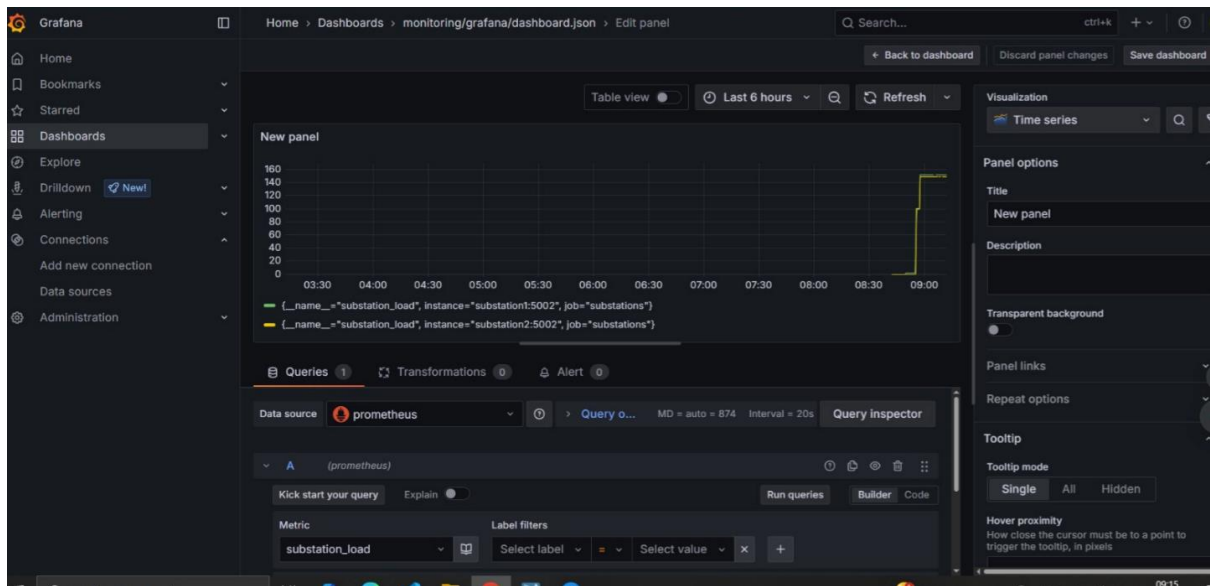 Grafana
Home > Dashboards > monitoring/grafana/dashboard.json > Edit panel
Search...
ctrl+k
Home
Bookmarks
Starred
Dashboards
Explore
Drilldown New!
Alerting
Connections
Add new connection
Data sources
Administration
← Back to dashboard
Discard panel changes
Save dashboard
Table view
Last 6 hours
Refresh
New panel
160
140
120
100
80
60
40
20
0
03:30 04:00 04:30 05:00 05:30 06:00 06:30 07:00 07:30 08:00 08:30 09:00
{__name__="substation_load", instance="substation1:5002", job="substations"}
{__name__="substation_load", instance="substation2:5002", job="substations"}
Queries 1
Transformations 0
Alert 0
Data source
prometheus
> Query o...
MD = auto = 874 Interval = 20s
Query inspector
A (prometheus)
Kick start your query
Explain
Run queries
Builder Code
Metric
substation_load
Label filters
Select label = Select value
Visualization
Time series
Panel options
Title
New panel
Description
Transparent background
Panel links
Repeat options
Tooltip
Tooltip mode
Single All Hidden
Hover proximity
How close the cursor must be to a point to
trigger the tooltip, in pixels
09:15